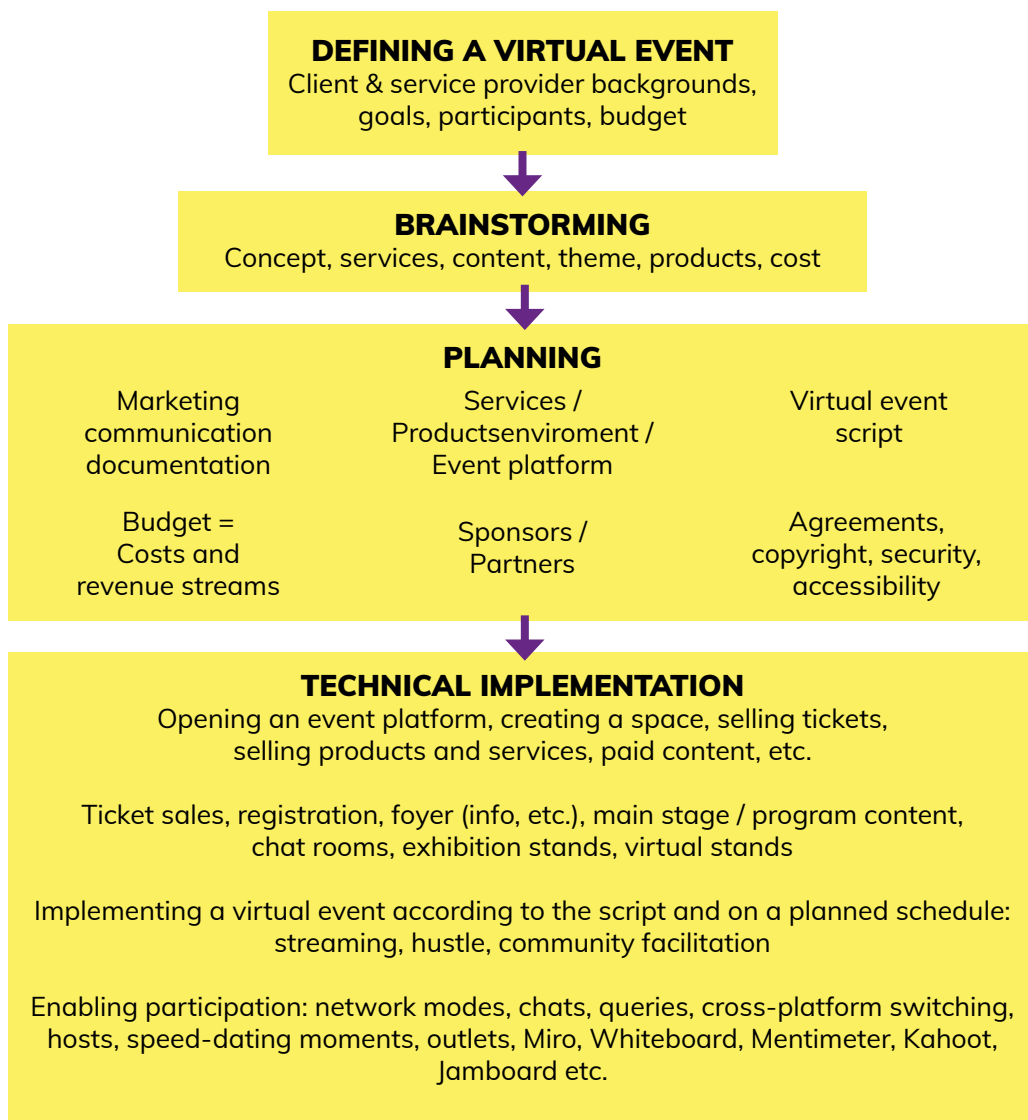 DEFINING A VIRTUAL EVENT
Client & service provider backgrounds,
goals, participants, budget
BRAINSTORMING
Concept, services, content, theme, products, cost
PLANNING
Marketing
communication
documentation
Services /
Productsenviroment /
Event platform
Virtual event
script
Budget =
Costs and
revenue streams
Sponsors /
Partners
Agreements,
copyright, security,
accessibility
TECHNICAL IMPLEMENTATION
Opening an event platform, creating a space, selling tickets,
selling products and services, paid content, etc.
Ticket sales, registration, foyer (info, etc.), main stage / program content,
chat rooms, exhibition stands, virtual stands
Implementing a virtual event according to the script and on a planned schedule:
streaming, hustle, community facilitation
Enabling participation: network modes, chats, queries, cross-platform switching,
hosts, speed-dating moments, outlets, Miro, Whiteboard, Mentimeter, Kahoot,
Jamboard etc.